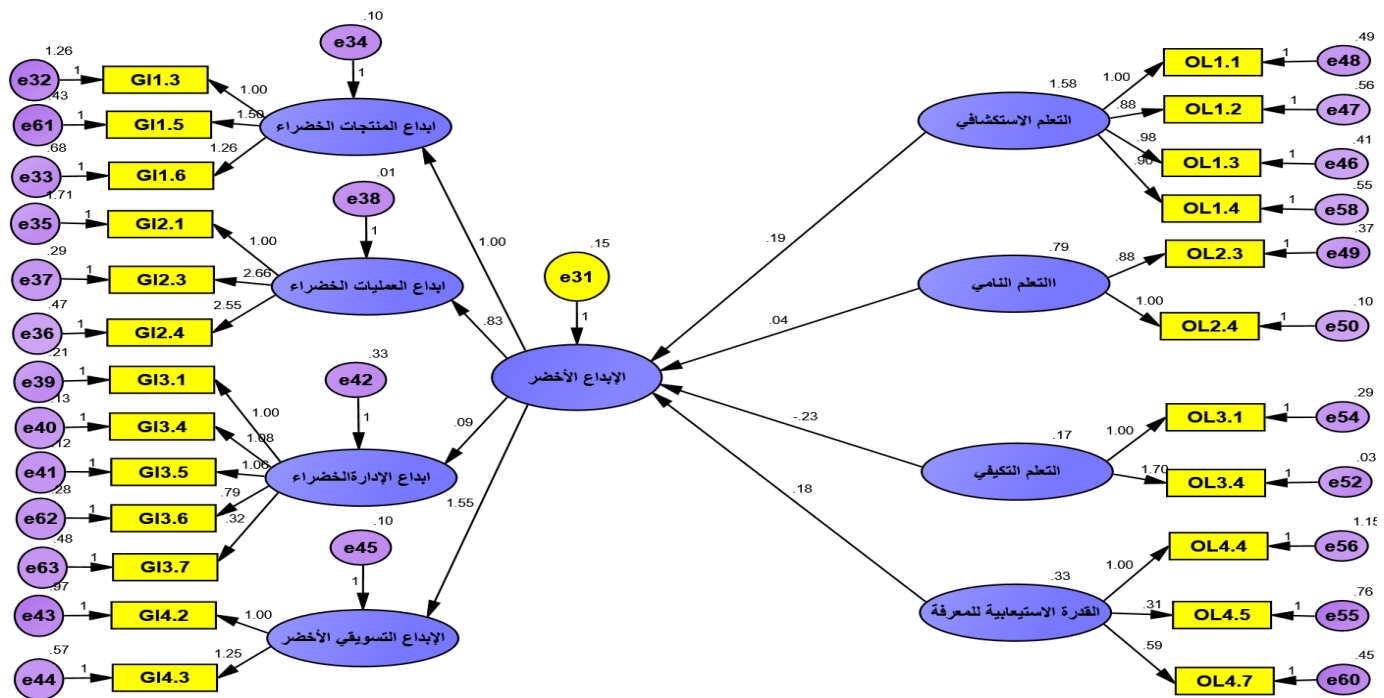 .10
e34
1
1.26
e32
1
GI1.3
1.00
.43
e61
1
GI1.5
1.50
ابداع المنتجات الخضراء
.68
e33
1
GI1.6
1.26
1.71
e35
1
GI2.1
1.00
.01
e38
1
.29
e37
1
GI2.3
2.66
ابداع العمليات الخضراء
.47
e36
1
GI2.4
2.55
.21
e39
1
GI3.1
1.00
.33
e42
1
.13
e40
1
GI3.4
1.08
.12
e41
1
GI3.5
1.06
ابداع الإدارةالخضراء
.28
e62
1
GI3.6
.79
.48
e63
1
GI3.7
.32
.97
e43
1
GI4.2
1.00
.10
e45
1
الإبداع التسويقي الأخضر
.57
e44
1
GI4.3
1.25
1.00
.83
.09
1.55
.15
e31
1
الإبداع الأخضر
.19
.04
-.23
.18
1.58
التعلم الاستكشافي
1.00
OL1.1
1
e48
.49
.88
OL1.2
1
e47
.56
.98
OL1.3
1
e46
.41
.90
OL1.4
1
e58
.55
.79
االتعلم النامي
.88
OL2.3
1
e49
.37
1.00
OL2.4
1
e50
.10
.17
التعلم التكيفي
1.00
OL3.1
1
e54
.29
1.70
OL3.4
1
e52
.03
.33
القدرة الاستيعابية للمعرفة
1.00
OL4.4
1
e56
1.15
.31
OL4.5
1
e55
.76
.59
OL4.7
1
e60
.45